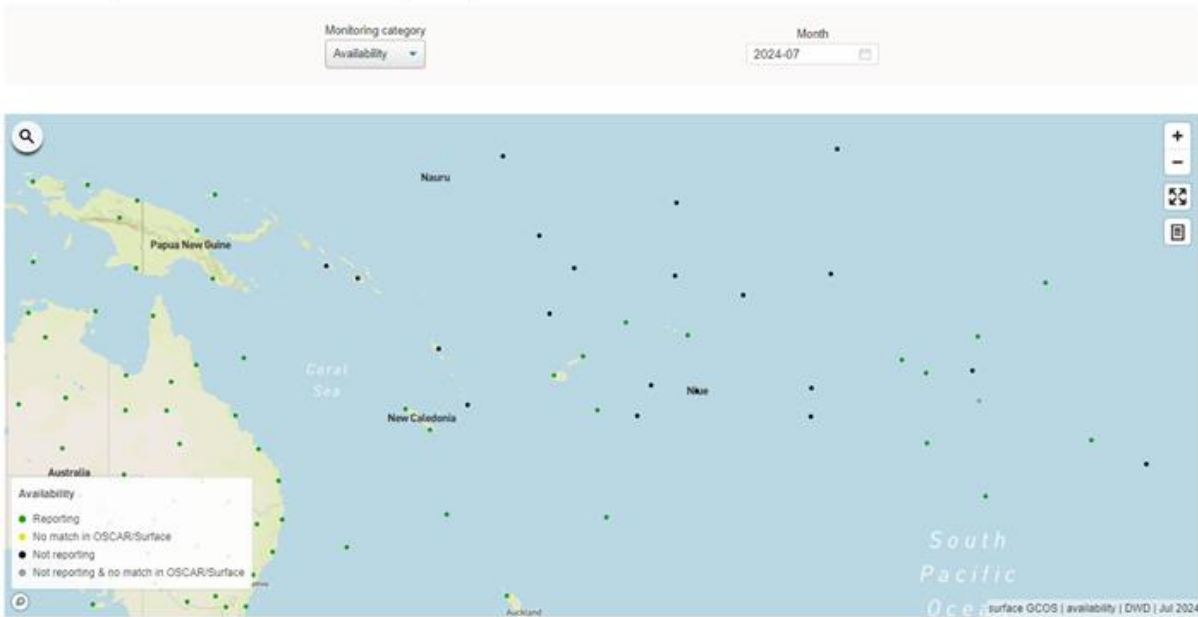 Monitoring category
Availability
Month
2024-07
+
−
Nauru
Papua New Guine
Coral
Sea
Niue
New Caledonia
Australia
Availability
Reporting
No match in OSCAR/Surface
Not reporting
Not reporting & no match in OSCAR/Surface
South
Pacific
Ocea
Auckland
surface GCOS | availability | DWD | Jul 2024